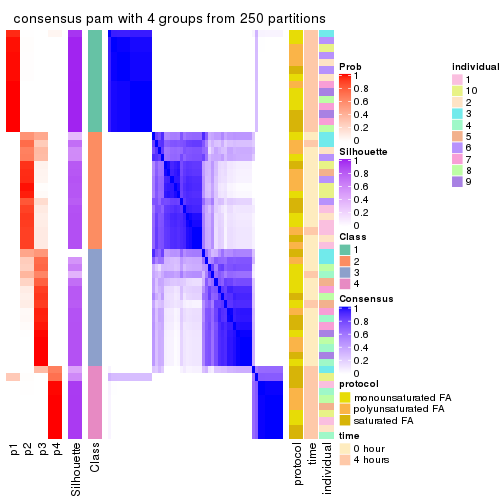 consensus pam with 4 groups from 250 partitions
Prob
1
0.8
0.6
0.4
0.2
0
Silhouette
1
0.8
0.6
0.4
0.2
0
Class
1
2
3
4
Consensus
1
0.8
0.6
0.4
0.2
0
protocol
monounsaturated FA
polyunsaturated FA
saturated FA
time
0 hour
4 hours
individual
1
10
2
3
4
5
6
7
8
9
p1
p2
p3
p4
Silhouette
Class
protocol
time
individual